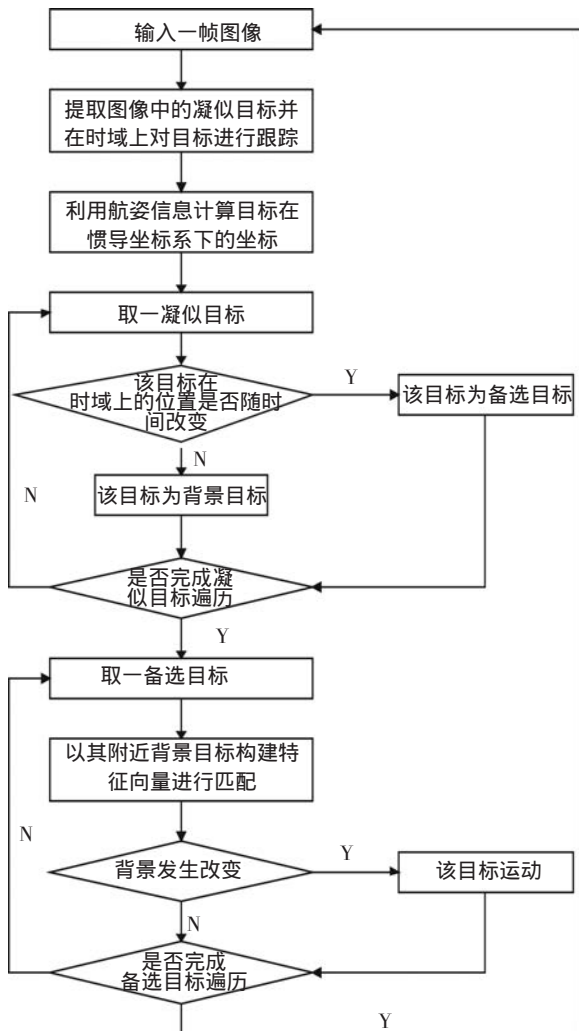 输入一帧图像
提取图像中的凝似目标并
在时域上对目标进行跟踪
利用航姿信息计算目标在
惯导坐标系下的坐标
取一凝似目标
该目标在
时域上的位置是否随时
间改变
Y
该目标为备选目标
N
该目标为背景目标
N
是否完成凝
似目标遍历
Y
取一备选目标
以其附近背景目标构建特
征向量进行匹配
N
背景发生改变
Y
该目标运动
N
是否完成
备选目标遍历
Y